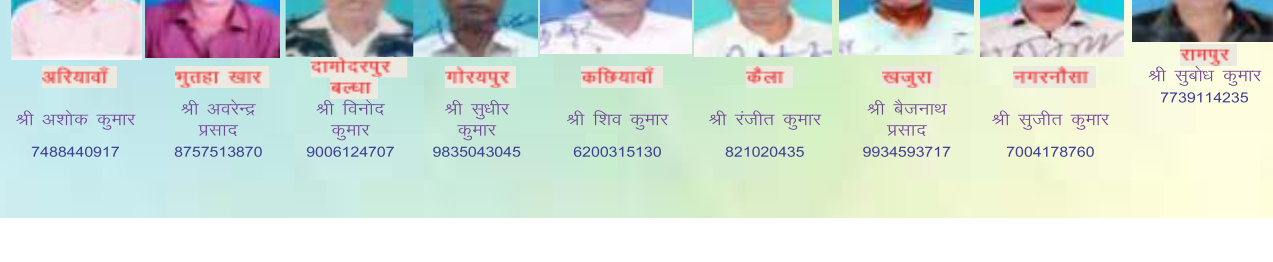 अरियावाँ
श्री अशोक कुमार
7488440917
भुतहा खार
श्री अवरेन्द्र
प्रसाद
8757513870
दामोदरपुर
बल्धा
श्री विनोद
कुमार
9006124707
गोरयपुर
श्री सुधीर
कुमार
9835043045
कछियावाँ
श्री शिव कुमार
6200315130
कैला
श्री रंजीत कुमार
821020435
खजुरा
श्री बैजनाथ
प्रसाद
9934593717
नगरनौसा
श्री सुजीत कुमार
7004178760
रामपुर
श्री सुबोध कुमार
7739114235